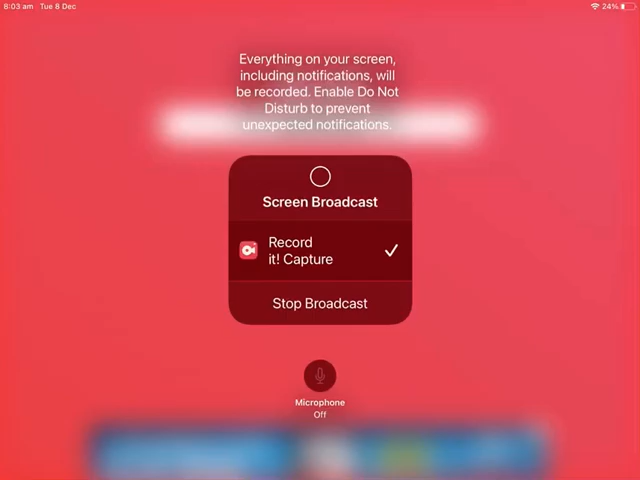 8:03 am Tue 8 Dec
24%
Everything on your screen,
including notifications, will
be recorded. Enable Do Not
Disturb to prevent
unexpected notifications.
Screen Broadcast
Record
it! Capture
Stop Broadcast
Microphone
Off